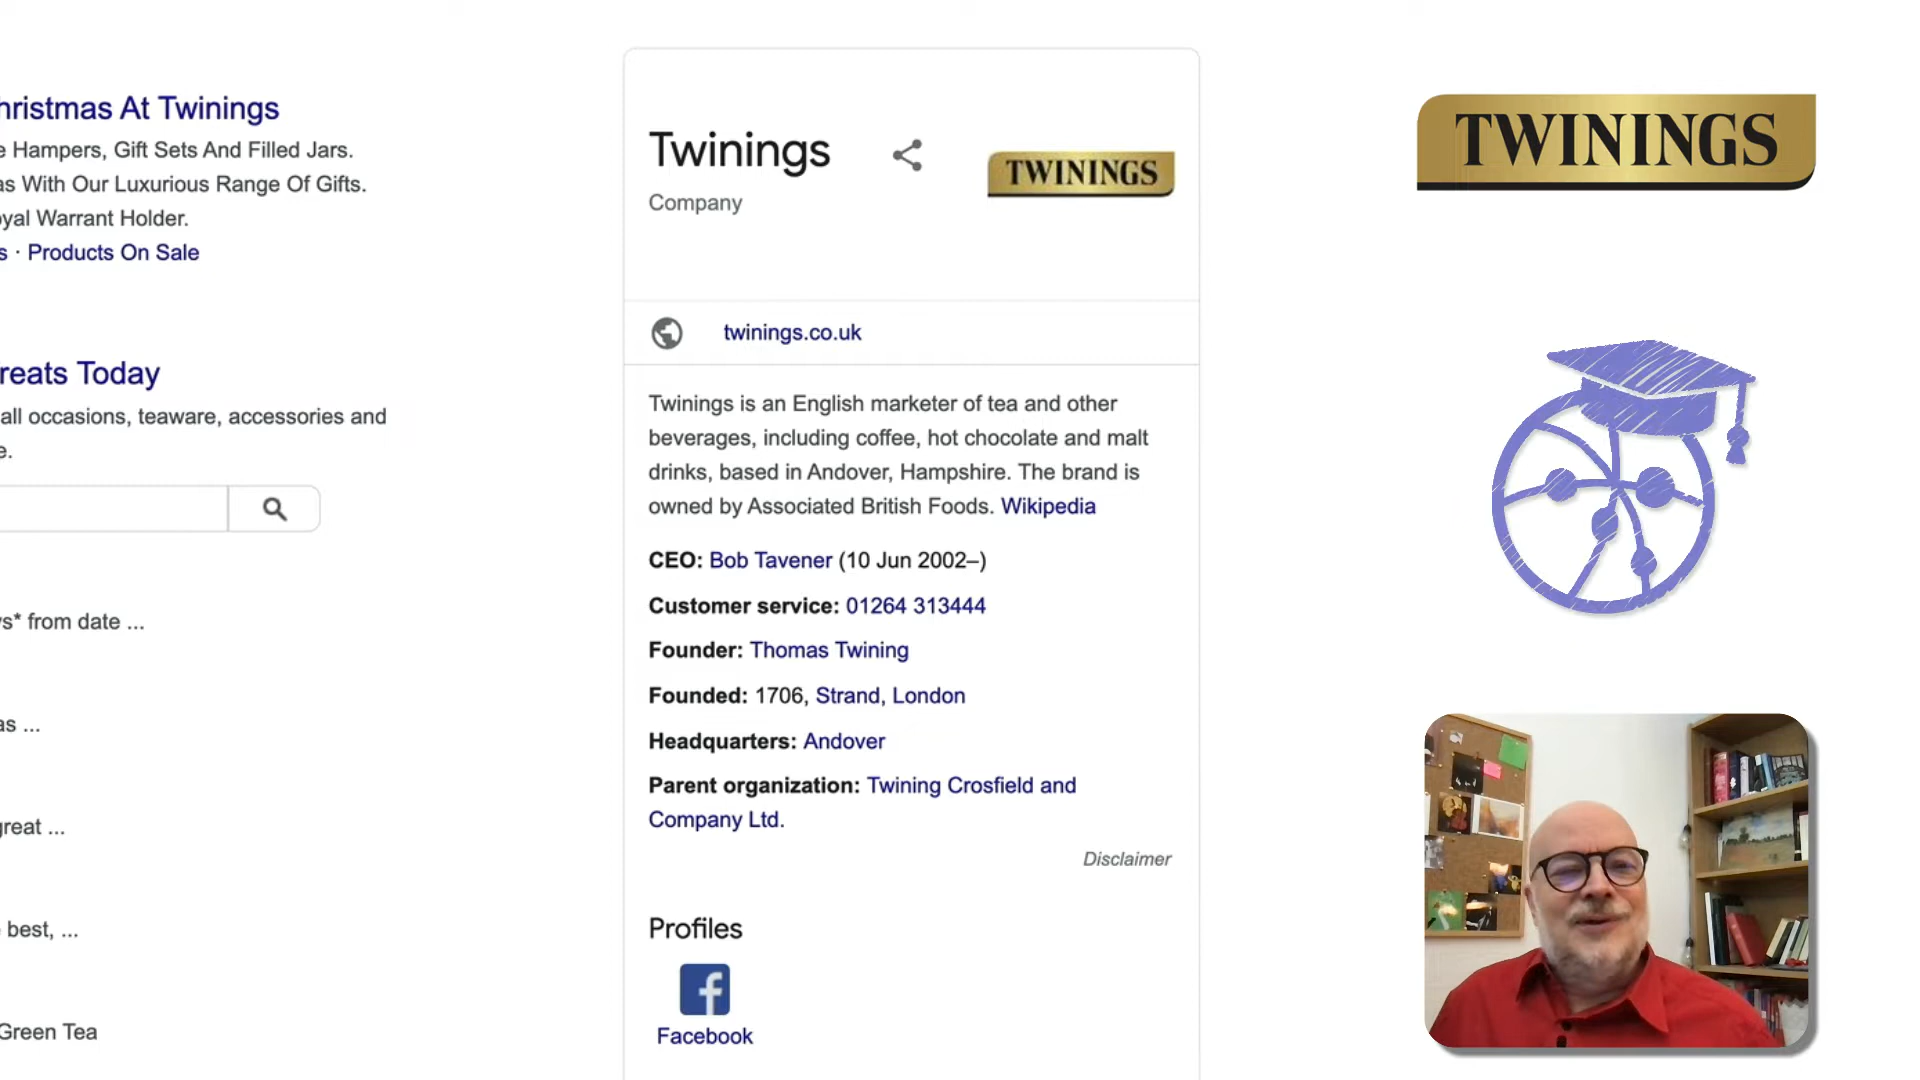 hristmas At Twinings
e Hampers, Gift Sets And Filled Jars.
as With Our Luxurious Range Of Gifts.
oyal Warrant Holder.
s · Products On Sale
reats Today
all occasions, teaware, accessories and
e.
ys* from date ...
as ...
great ...
e best, ...
Green Tea
Twinings
Company
TWININGS
twinings.co.uk
Twinings is an English marketer of tea and other
beverages, including coffee, hot chocolate and malt
drinks, based in Andover, Hampshire. The brand is
owned by Associated British Foods. Wikipedia
CEO: Bob Tavener (10 Jun 2002–)
Customer service: 01264 313444
Founder: Thomas Twining
Founded: 1706, Strand, London
Headquarters: Andover
Parent organization: Twining Crosfield and
Company Ltd.
Disclaimer
Profiles
Facebook
TWININGS